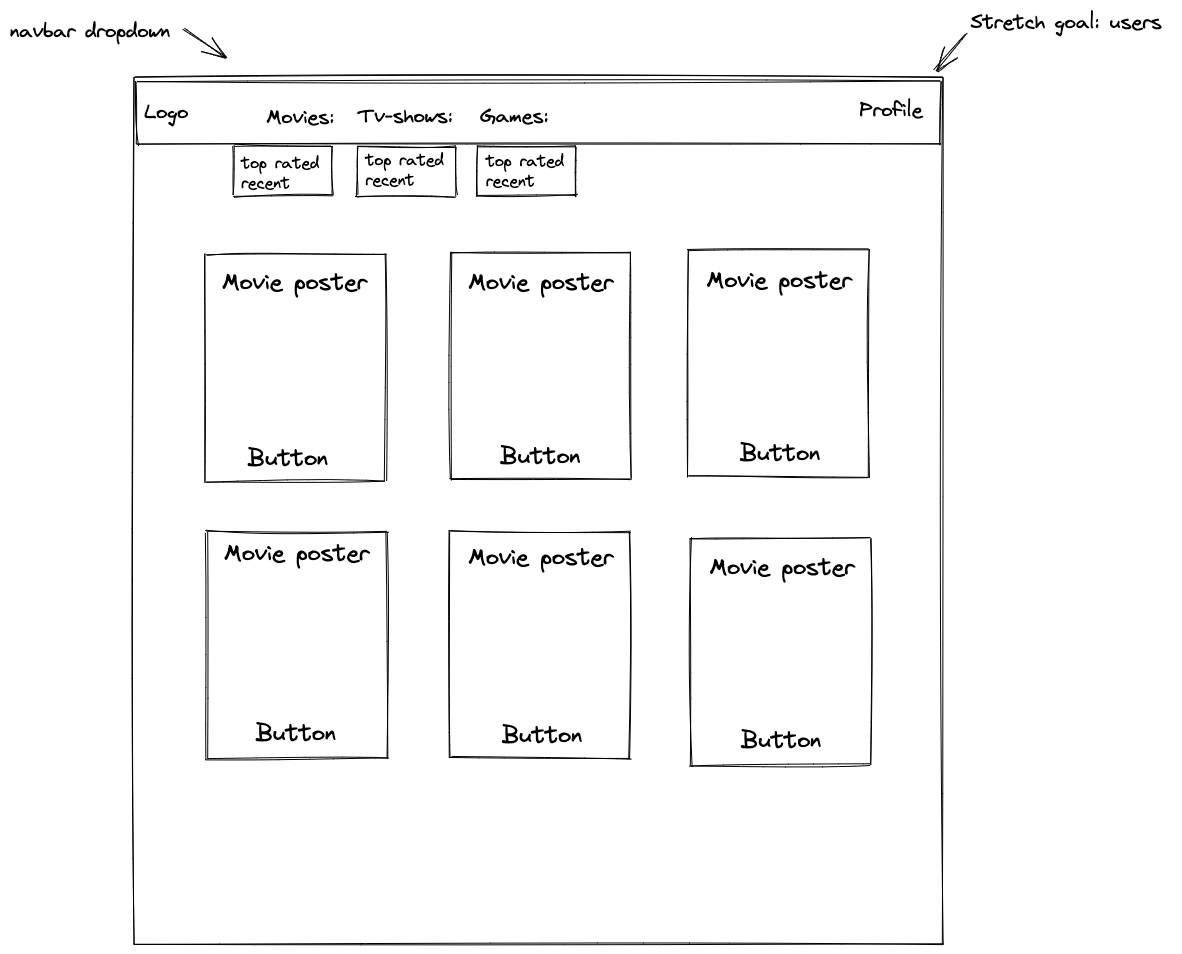 navbar dropdown
Stretch goal: users
Logo
Movies:
Tv-shows:
Games:
Profile
top rated
recent
top rated
recent
top rated
recent
Movie poster
Movie poster
Movie poster
Button
Button
Button
Movie poster
Movie poster
Movie poster
Button
Button
Button